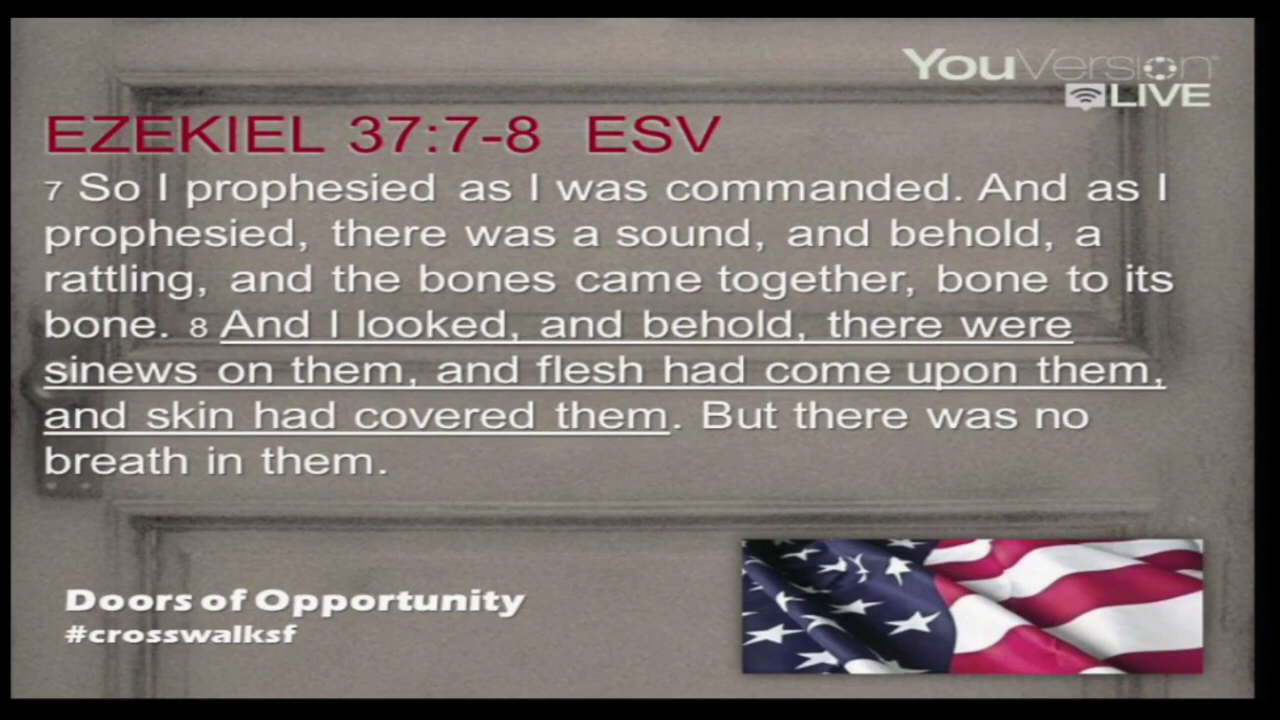 YouVersion
LIVE
EZEKIEL 37:7-8 ESV
7 So I prophesied as I was commanded. And as I
prophesied, there was a sound, and behold, a
rattling, and the bones came together, bone to its
bone. 8 And I looked, and behold, there were
sinews on them, and flesh had come upon them,
and skin had covered them. But there was no
breath in them.
Doors of Opportunity
#crosswalksf